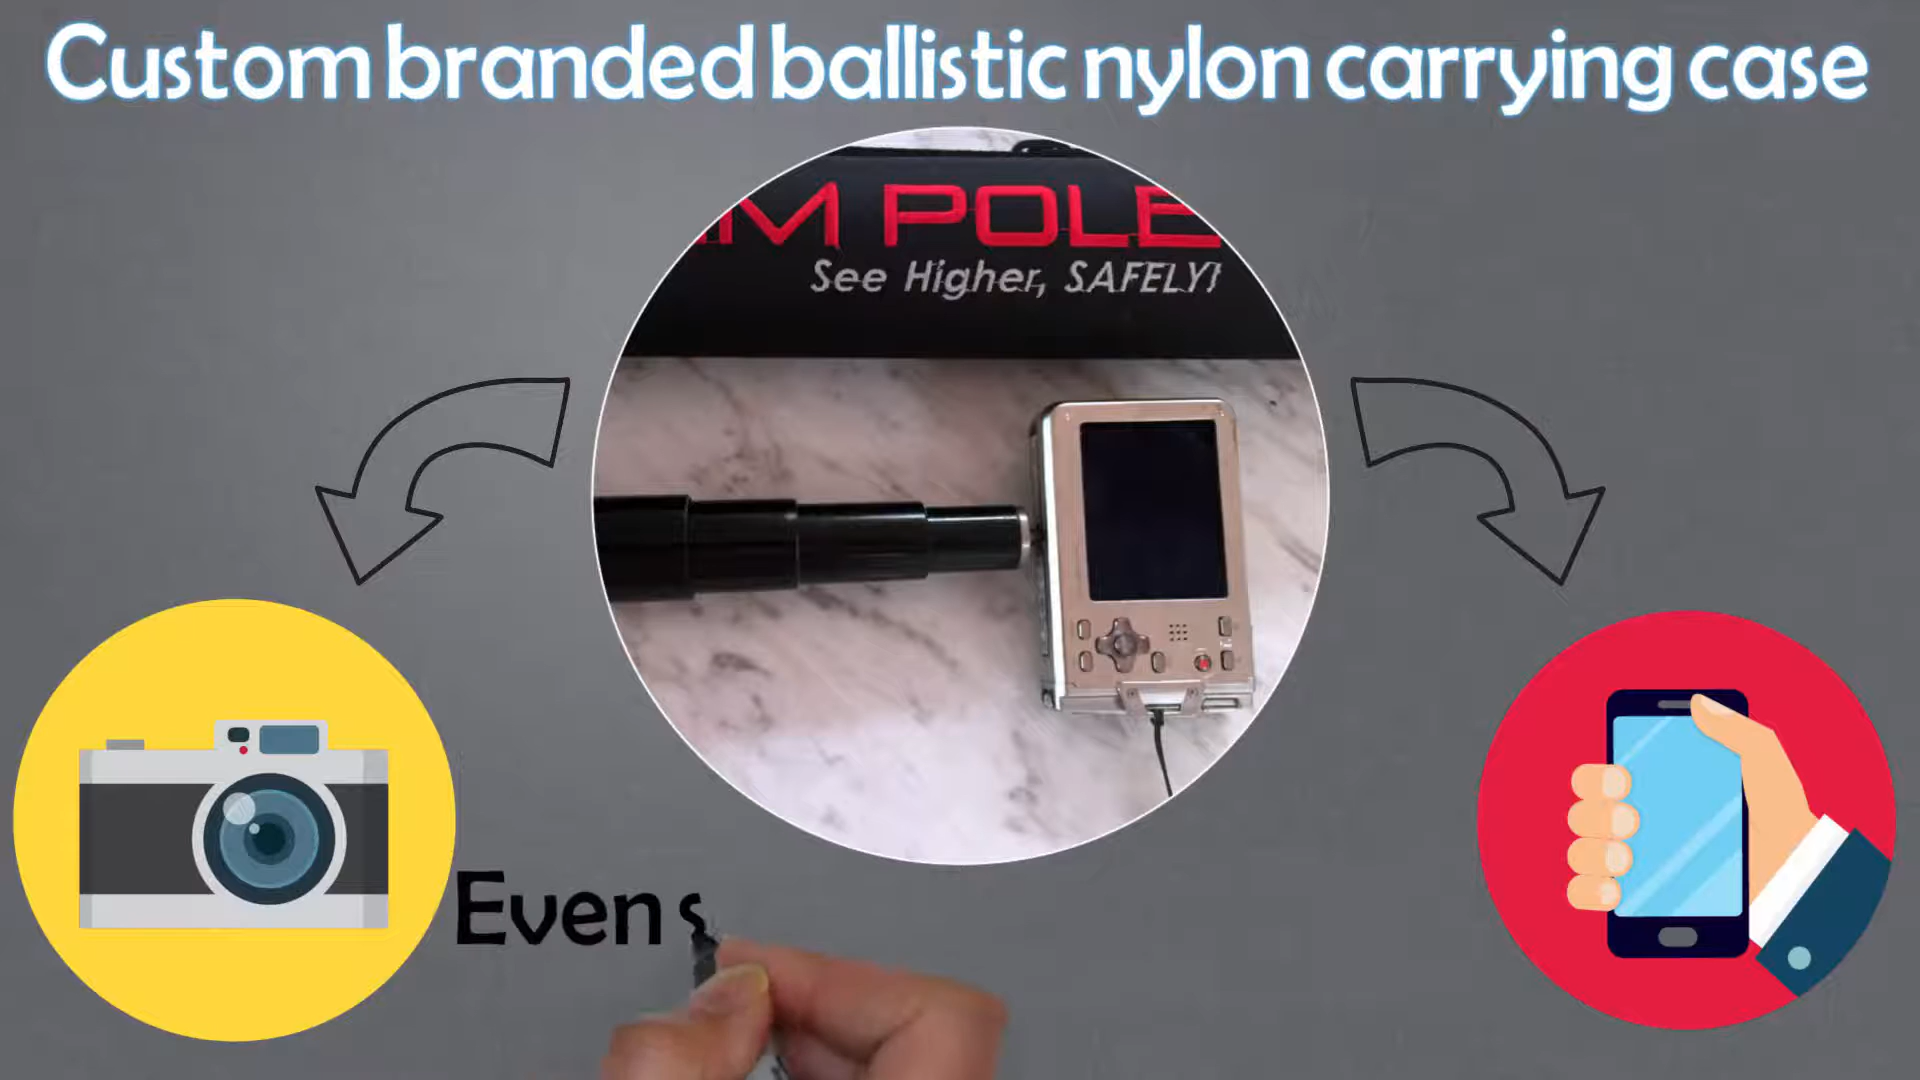 Custom branded ballistic nylon carrying case
M POLE
See Higher, SAFELY!
Even s